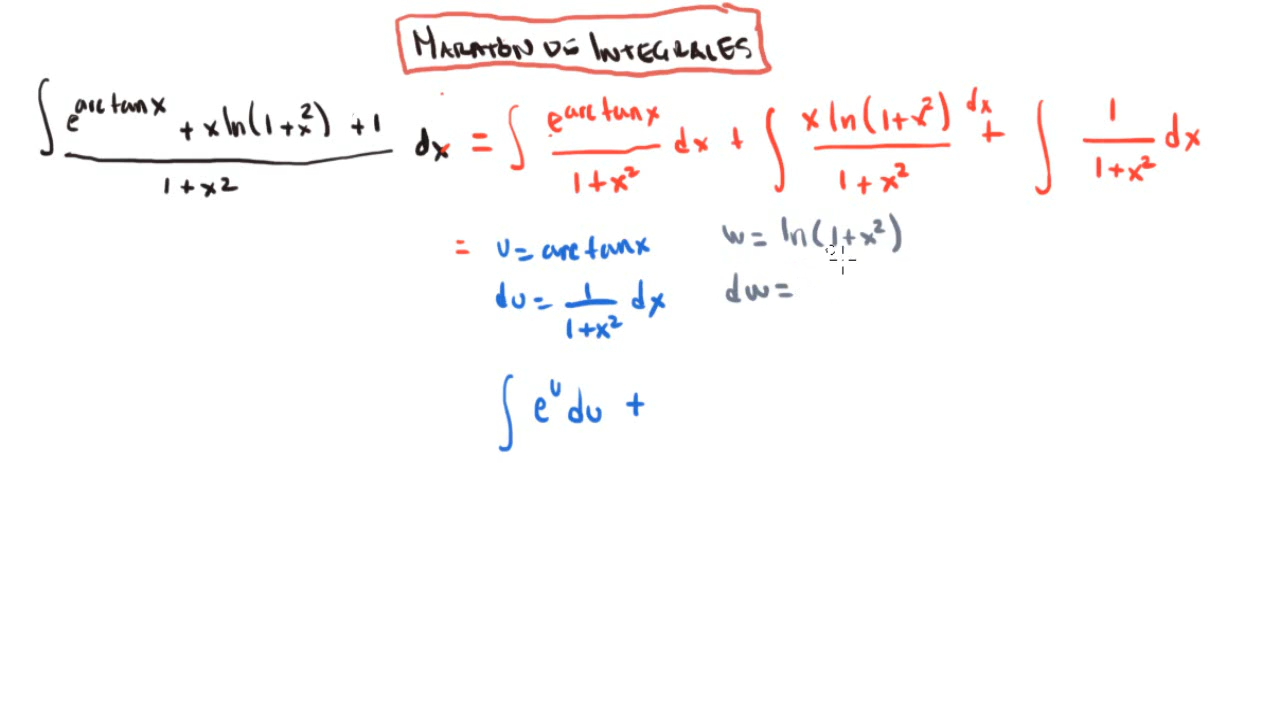 MARATÓN DE INTEGRALES
∫ (e^{arctan x} + x ln(1+x²) + 1)/(1+x²) dx = ∫ e^{arctan x}/(1+x²) dx + ∫ x ln(1+x²)/(1+x²) dx + ∫ 1/(1+x²) dx
= u = arctan x w = ln(1+x²)
du = 1/(1+x²) dx dw =
∫ e^u du +